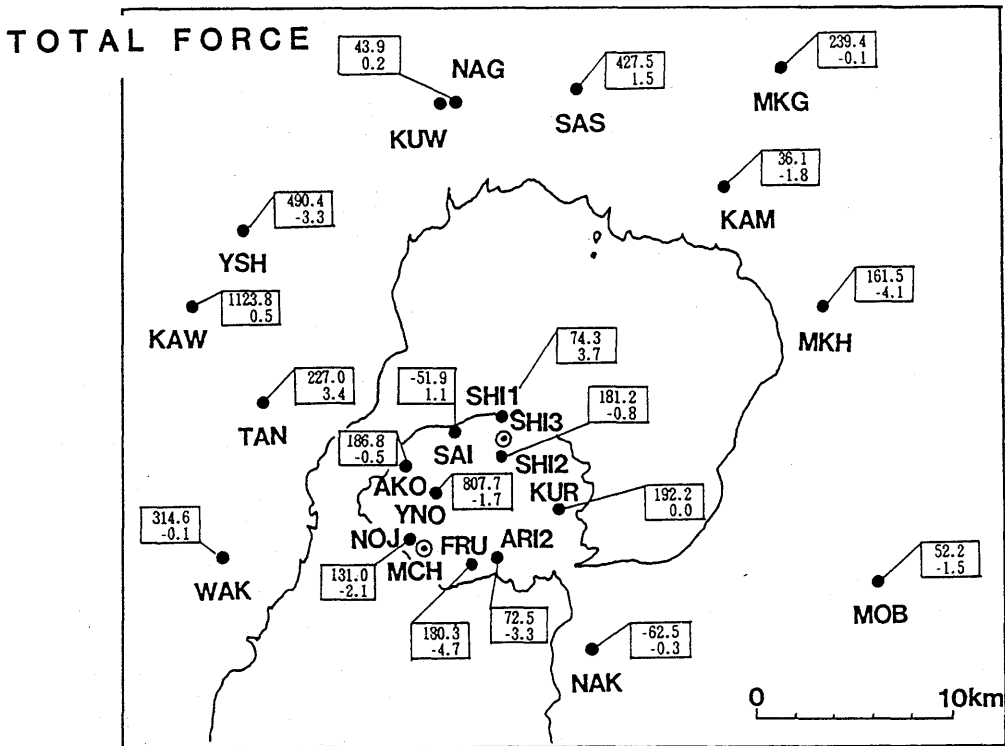 TOTAL FORCE
43.9
0.2
NAG
KUW
427.5
1.5
SAS
239.4
-0.1
MKG
36.1
-1.8
KAM
490.4
-3.3
YSH
1123.8
0.5
KAW
161.5
-4.1
MKH
74.3
3.7
227.0
3.4
TAN
-51.9
1.1
SHI1
SHI3
181.2
-0.8
SAI
SHI2
186.8
-0.5
AKO
807.7
-1.7
YNO
KUR
192.2
0.0
314.6
-0.1
WAK
NOJ
MCH
FRU
ARI2
131.0
-2.1
180.3
-4.7
72.5
-3.3
-62.5
-0.3
NAK
52.2
-1.5
MOB
0 10km